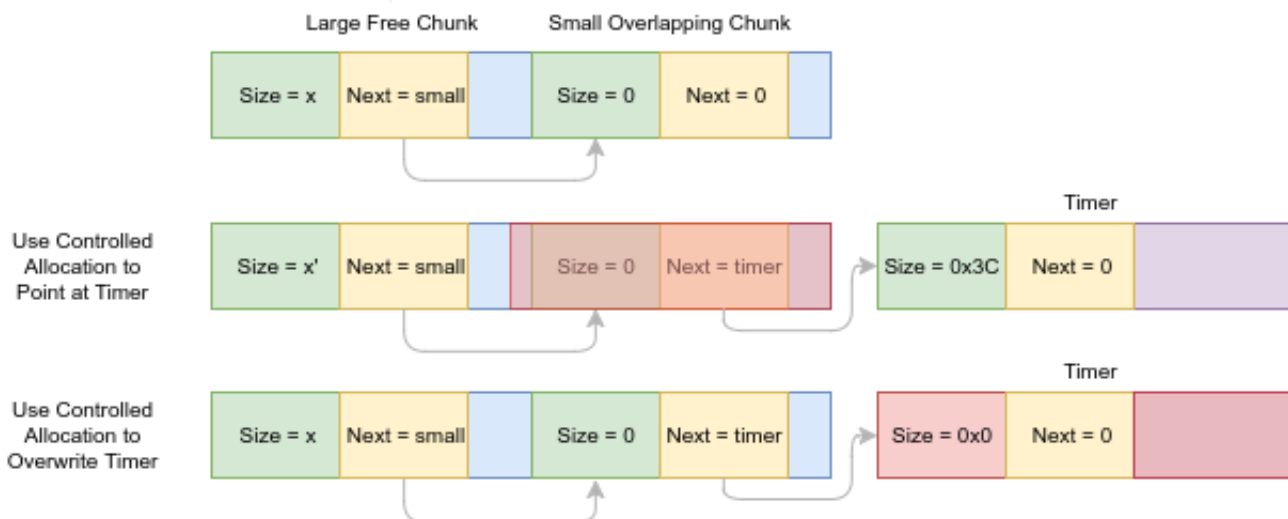 Large Free Chunk
Small Overlapping Chunk
Size = x
Next = small
Size = 0
Next = 0
Timer
Use Controlled
Allocation to
Point at Timer
Size = x'
Next = small
Size = 0
Next = timer
Size = 0x3C
Next = 0
Timer
Use Controlled
Allocation to
Overwrite Timer
Size = x
Next = small
Size = 0
Next = timer
Size = 0x0
Next = 0